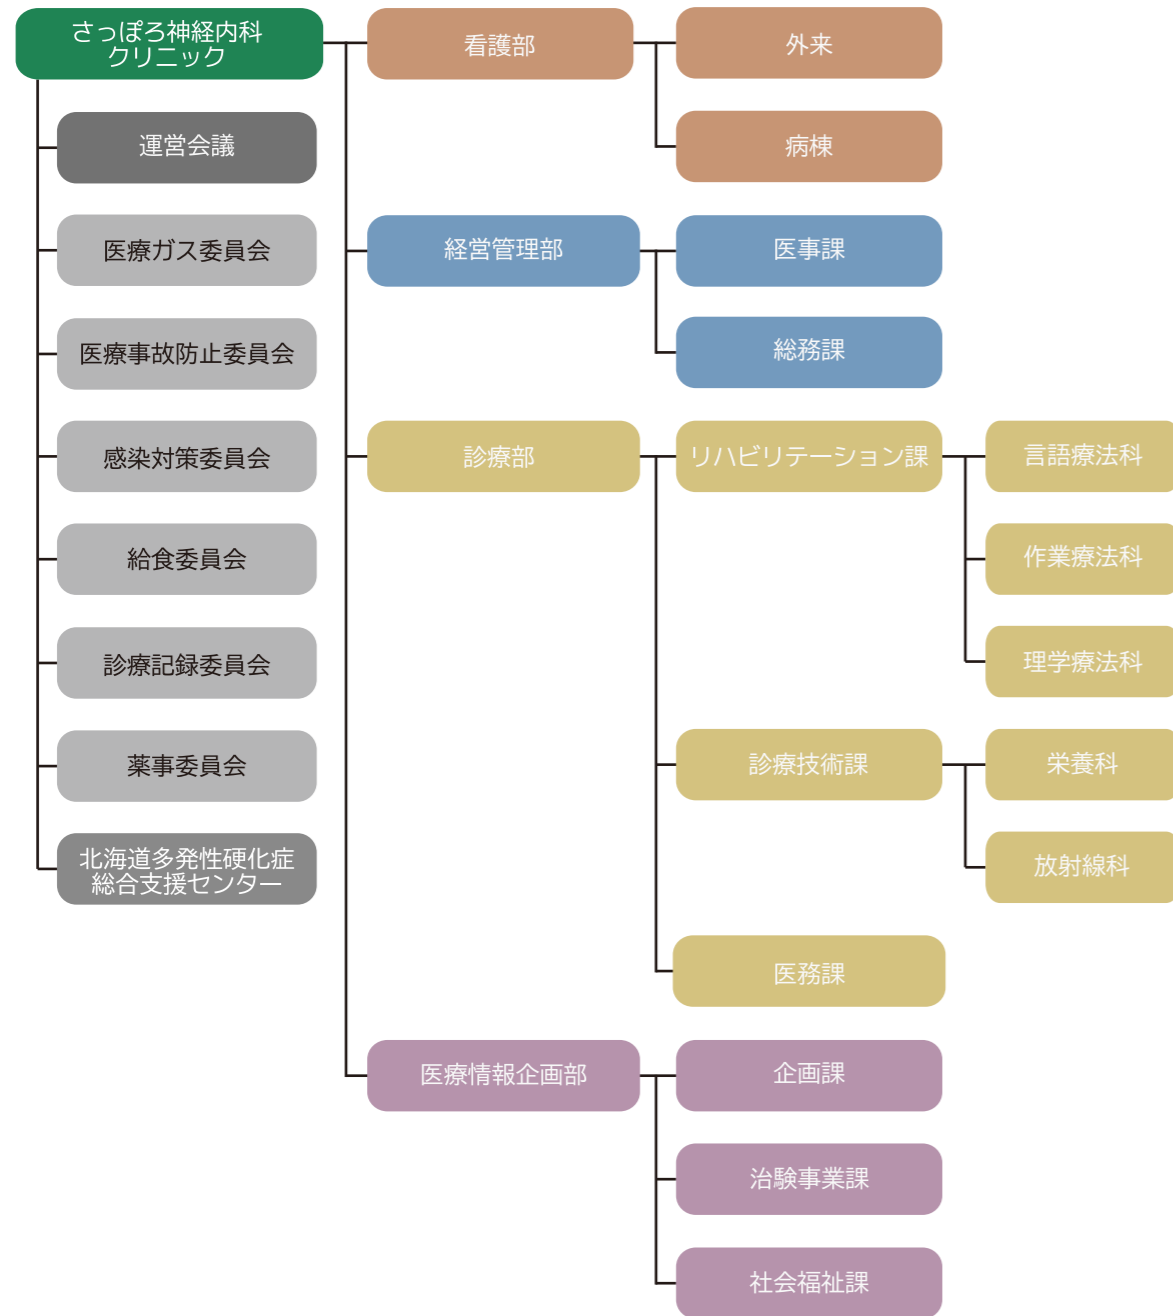 さっぽろ神経内科
クリニック
運営会議
医療ガス委員会
医療事故防止委員会
感染対策委員会
給食委員会
診療記録委員会
薬事委員会
北海道多発性硬化症
総合支援センター
看護部
外来
病棟
経営管理部
医事課
総務課
診療部
リハビリテーション課
言語療法科
作業療法科
理学療法科
診療技術課
栄養科
放射線科
医務課
医療情報企画部
企画課
治験事業課
社会福祉課